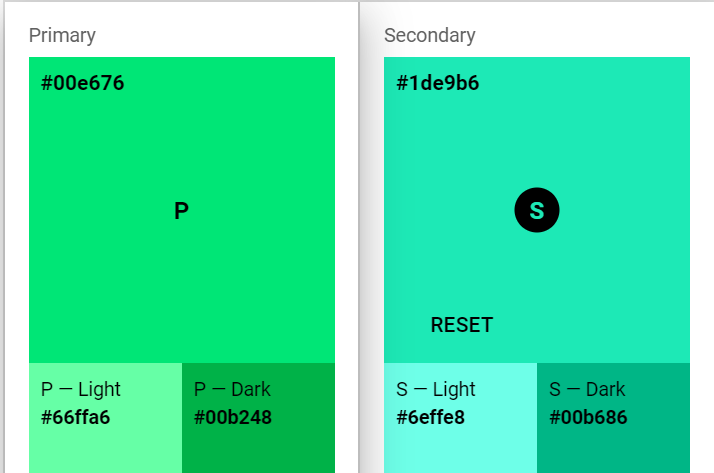 Primary
#00e676
P
P — Light
#66ffa6
P — Dark
#00b248
Secondary
#1de9b6
S
RESET
S — Light
#6effe8
S — Dark
#00b686